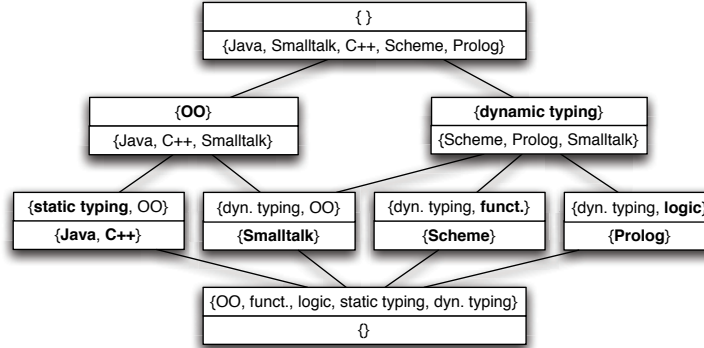 { }
{Java, Smalltalk, C++, Scheme, Prolog}
{OO}
{Java, C++, Smalltalk}
{dynamic typing}
{Scheme, Prolog, Smalltalk}
{static typing, OO}
{Java, C++}
{dyn. typing, OO}
{Smalltalk}
{dyn. typing, funct.}
{Scheme}
{dyn. typing, logic}
{Prolog}
{OO, funct., logic, static typing, dyn. typing}
{}